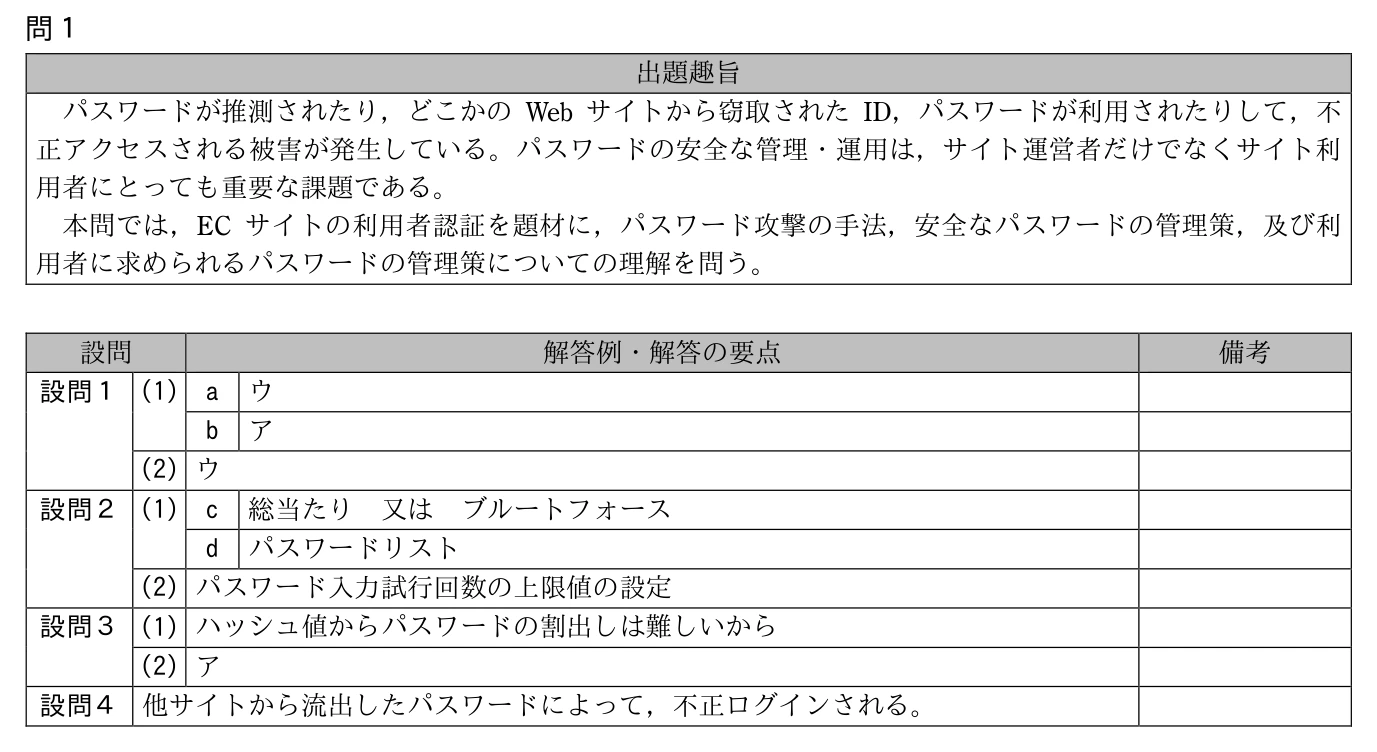 問1
出題趣旨
パスワードが推測されたり，どこかの Web サイトから窃取された ID，パスワードが利用されたりして，不
正アクセスされる被害が発生している。パスワードの安全な管理・運用は，サイト運営者だけでなくサイト利
用者にとっても重要な課題である。
本問では，EC サイトの利用者認証を題材に，パスワード攻撃の手法，安全なパスワードの管理策，及び利
用者に求められるパスワードの管理策についての理解を問う。
設問 解答例・解答の要点 備考
設問1 (1) a ウ
b ア
(2) ウ
設問2 (1) c 総当たり 又は ブルートフォース
d パスワードリスト
(2) パスワード入力試行回数の上限値の設定
設問3 (1) ハッシュ値からパスワードの割出しは難しいから
(2) ア
設問4 他サイトから流出したパスワードによって，不正ログインされる。